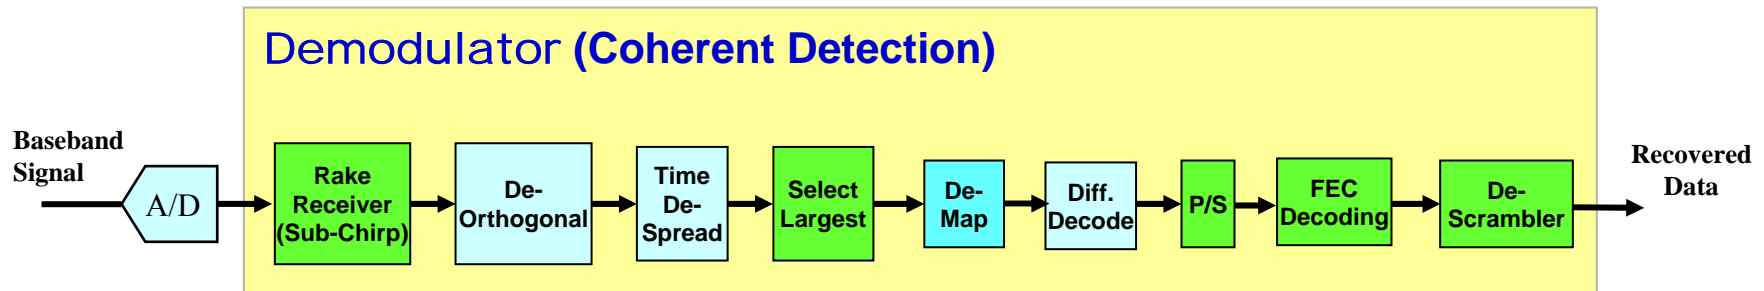 Demodulator (Coherent Detection)
Baseband
Signal
A/D
Rake
Receiver
(Sub-Chirp)
De-
Orthogonal
Time
De-
Spread
Select
Largest
De-
Map
Diff.
Decode
P/S
FEC
Decoding
De-
Scrambler
Recovered
Data